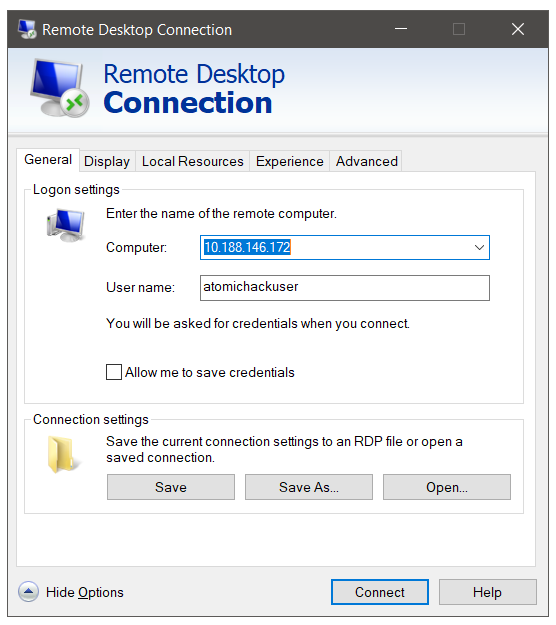 Remote Desktop Connection
Remote Desktop
Connection
General Display Local Resources Experience Advanced
Logon settings
Enter the name of the remote computer.
Computer: 10.188.146.172
User name: atomichackuser
You will be asked for credentials when you connect.
Allow me to save credentials
Connection settings
Save the current connection settings to an RDP file or open a
saved connection.
Save Save As... Open...
Hide Options Connect Help